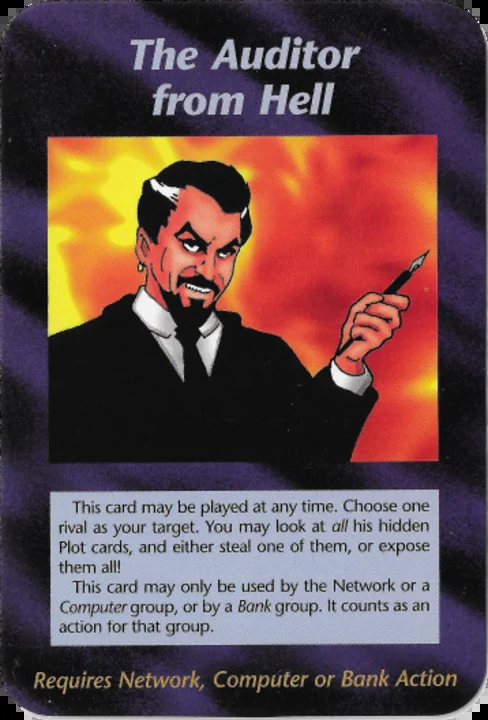 The Auditor
from Hell
This card may be played at any time. Choose one
rival as your target. You may look at all his hidden
Plot cards, and either steal one of them, or expose
them all!
This card may only be used by the Network or a
Computer group, or by a Bank group. It counts as an
action for that group.
Requires Network, Computer or Bank Action